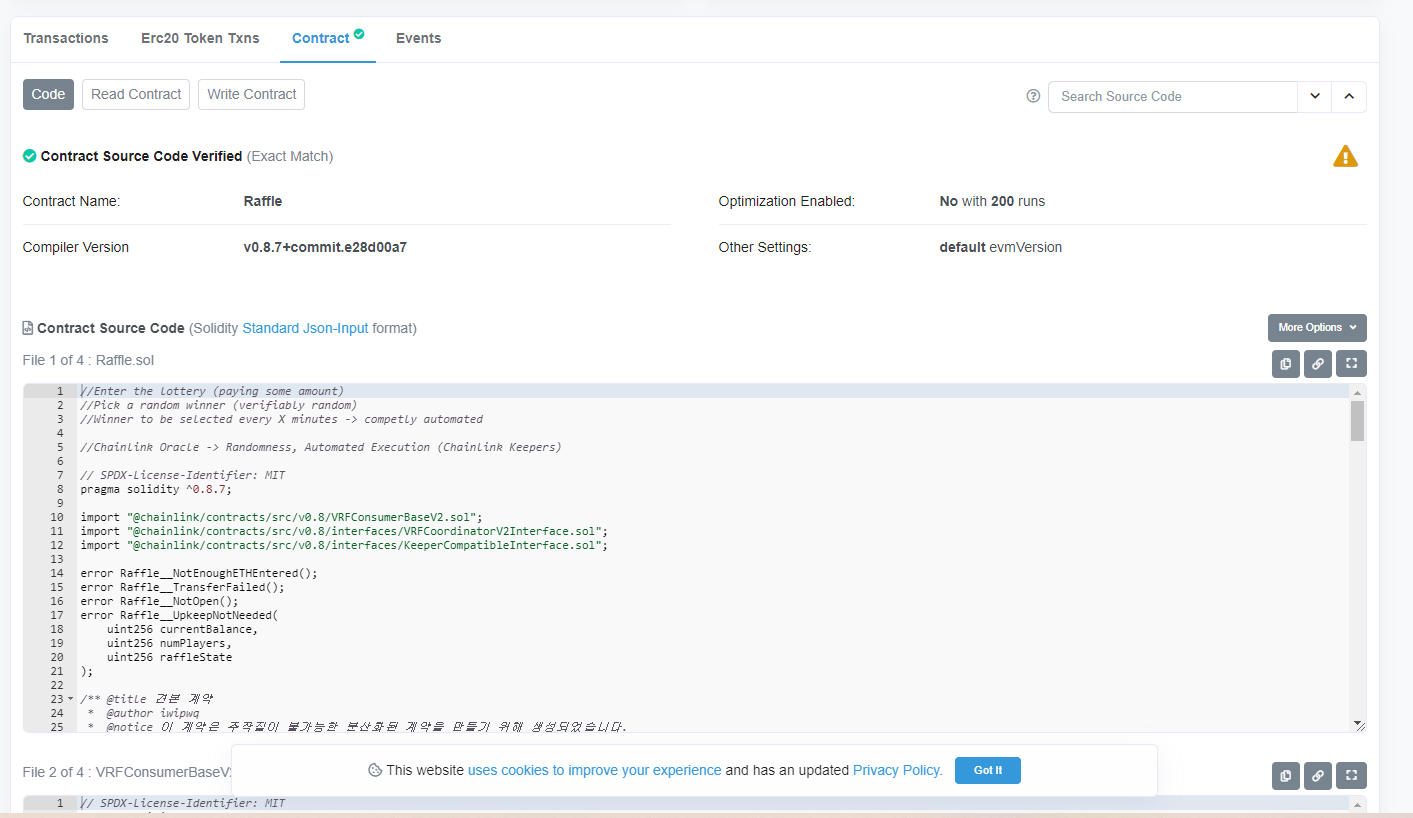 Transactions Erc20 Token Txns Contract Events
Code Read Contract Write Contract
Search Source Code
Contract Source Code Verified (Exact Match)
Contract Name: Raffle Optimization Enabled: No with 200 runs
Compiler Version v0.8.7+commit.e28d00a7 Other Settings: default evmVersion
Contract Source Code (Solidity Standard Json-Input format)
More Options
File 1 of 4 : Raffle.sol
1 //Enter the lottery (paying some amount)
2 //Pick a random winner (verifiably random)
3 //Winner to be selected every X minutes -> competly automated
4
5 //Chainlink Oracle -> Randomness, Automated Execution (Chainlink Keepers)
6
7 // SPDX-License-Identifier: MIT
8 pragma solidity ^0.8.7;
9
10 import "@chainlink/contracts/src/v0.8/VRFConsumerBaseV2.sol";
11 import "@chainlink/contracts/src/v0.8/interfaces/VRFCoordinatorV2Interface.sol";
12 import "@chainlink/contracts/src/v0.8/interfaces/KeeperCompatibleInterface.sol";
13
14 error Raffle__NotEnoughETHEntered();
15 error Raffle__TransferFailed();
16 error Raffle__NotOpen();
17 error Raffle__UpkeepNotNeeded(
18 uint256 currentBalance,
19 uint256 numPlayers,
20 uint256 raffleState
21 );
22
23 /** @title 견본 계약
24 * @author iwipwq
25 * @notice 이 계약은 조작질이 불가능한 분산화된 계약을 만들기 위해 생성되었습니다.
File 2 of 4 : VRFConsumerBaseV
This website uses cookies to improve your experience and has an updated Privacy Policy.
Got It
1 // SPDX-License-Identifier: MIT